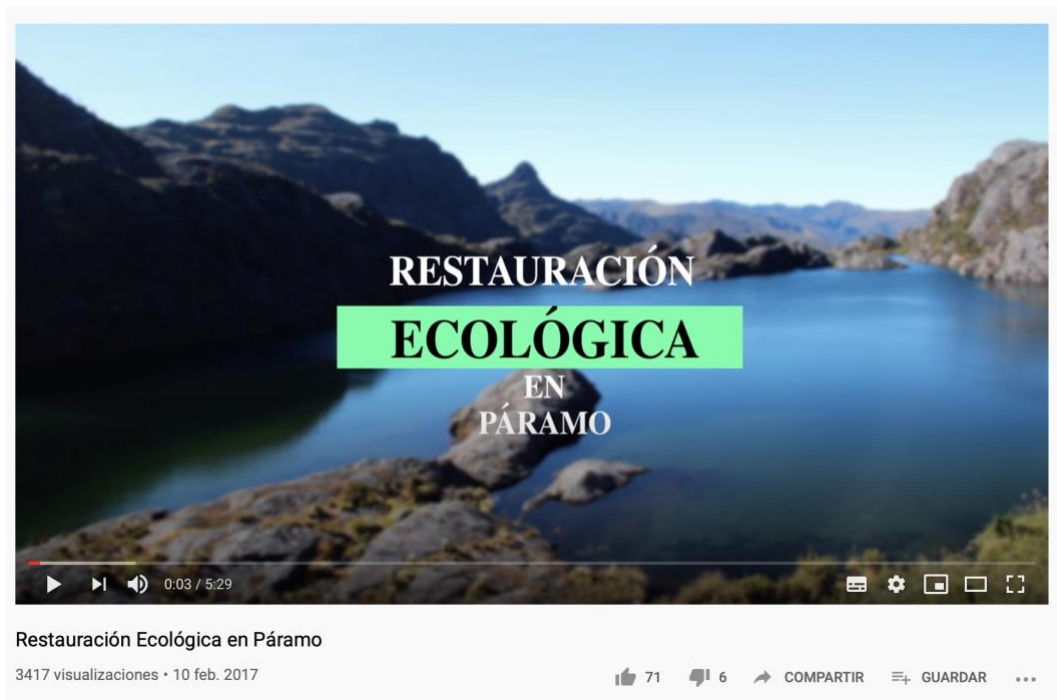 RESTAURACIÓN
ECOLÓGICA
EN
PÁRAMO
0:03 / 5:29
Restauración Ecológica en Páramo
3417 visualizaciones • 10 feb. 2017
71 6 COMPARTIR GUARDAR